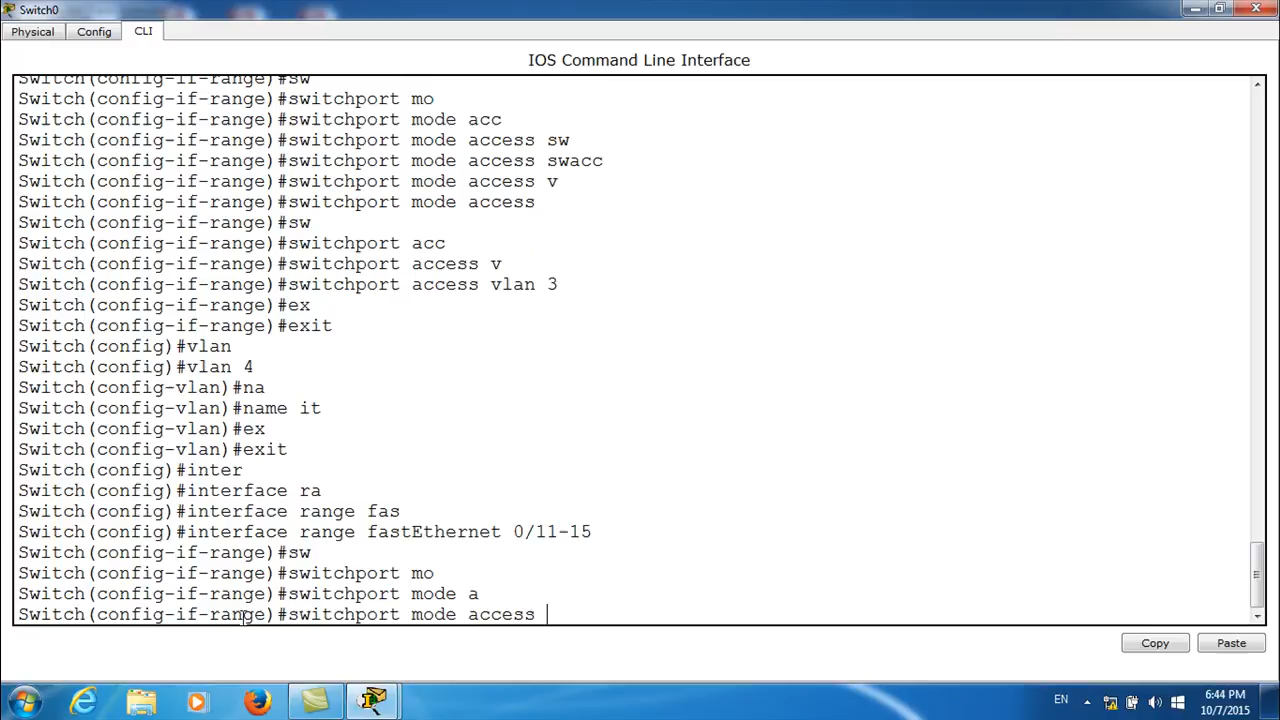 Switch0
Physical Config CLI
IOS Command Line Interface
Switch(config-if-range)#sw
Switch(config-if-range)#switchport mo
Switch(config-if-range)#switchport mode acc
Switch(config-if-range)#switchport mode access sw
Switch(config-if-range)#switchport mode access swacc
Switch(config-if-range)#switchport mode access v
Switch(config-if-range)#switchport mode access
Switch(config-if-range)#sw
Switch(config-if-range)#switchport acc
Switch(config-if-range)#switchport access v
Switch(config-if-range)#switchport access vlan 3
Switch(config-if-range)#ex
Switch(config-if-range)#exit
Switch(config)#vlan
Switch(config)#vlan 4
Switch(config-vlan)#na
Switch(config-vlan)#name it
Switch(config-vlan)#ex
Switch(config-vlan)#exit
Switch(config)#inter
Switch(config)#interface ra
Switch(config)#interface range fas
Switch(config)#interface range fastEthernet 0/11-15
Switch(config-if-range)#sw
Switch(config-if-range)#switchport mo
Switch(config-if-range)#switchport mode a
Switch(config-if-range)#switchport mode access
Copy Paste
EN
6:44 PM
10/7/2015